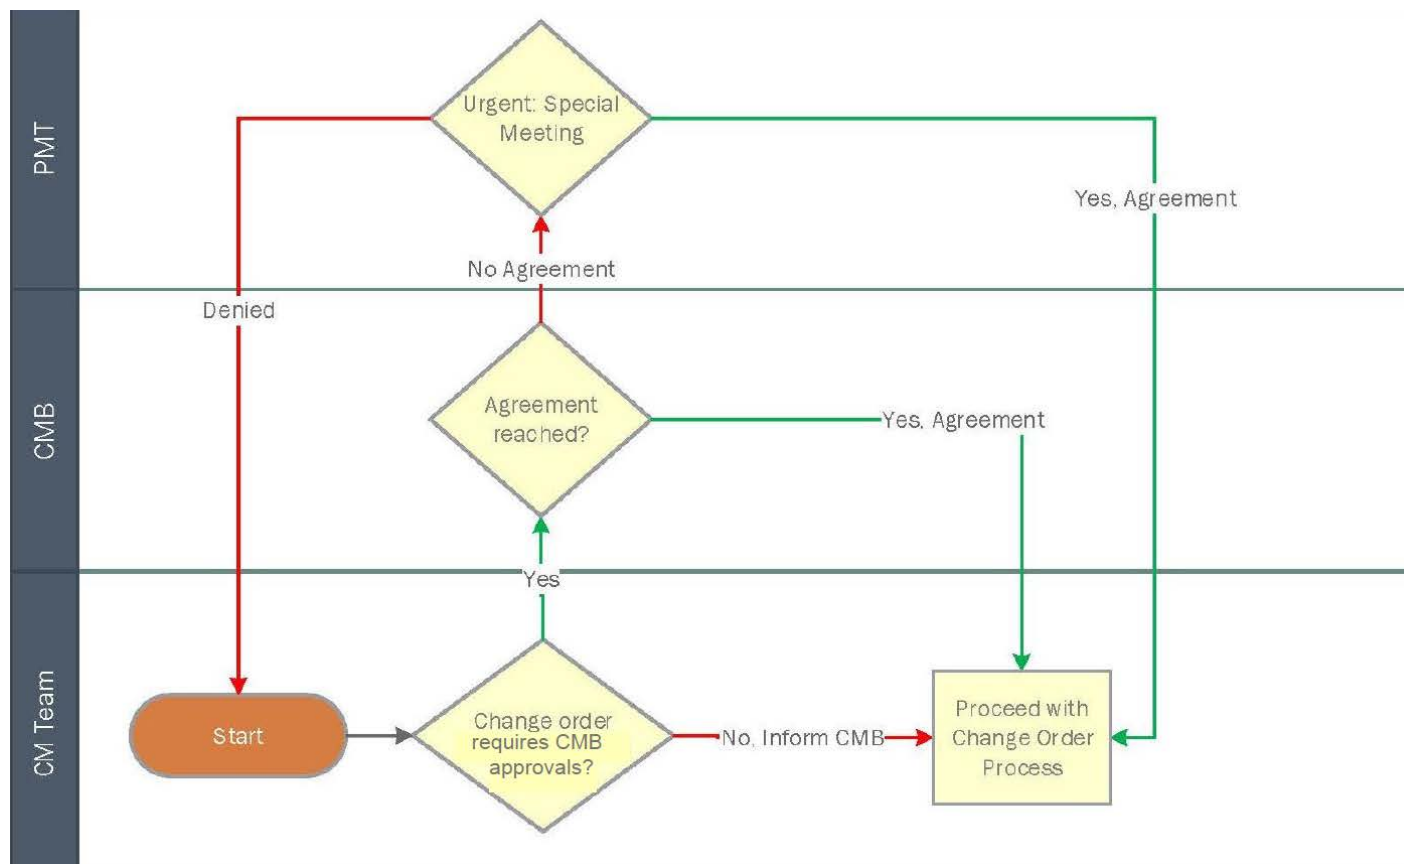 PMT
Urgent: Special
Meeting
Yes, Agreement
No Agreement
Denied
CMB
Agreement
reached?
Yes, Agreement
Yes
CM Team
Start
Change order
requires CMB
approvals?
No, Inform CMB
Proceed with
Change Order
Process